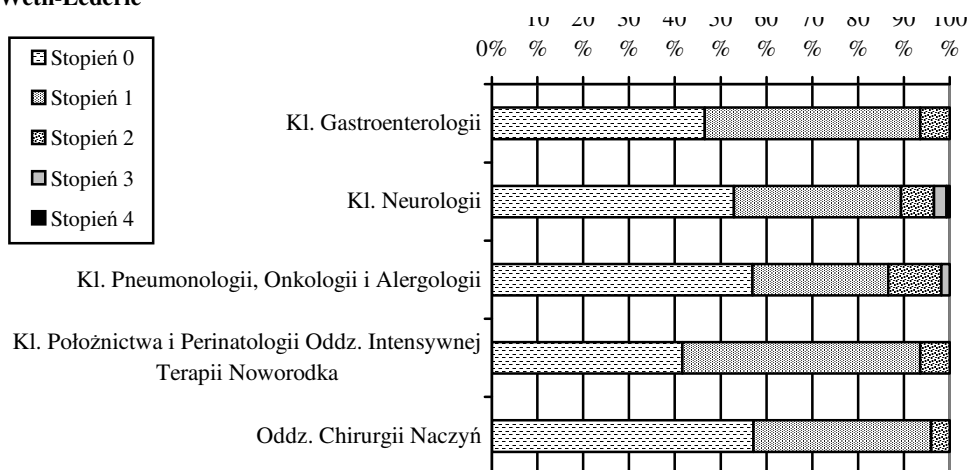 10 20 30 40 50 60 70 80 90 100
0% % % % % % % % % % %
Stopień 0
Stopień 1
Stopień 2
Stopień 3
Stopień 4
Kl. Gastroenterologii
Kl. Neurologii
Kl. Pneumonologii, Onkologii i Alergologii
Kl. Położnictwa i Perinatologii Oddz. Intensywnej
Terapii Noworodka
Oddz. Chirurgii Naczyń